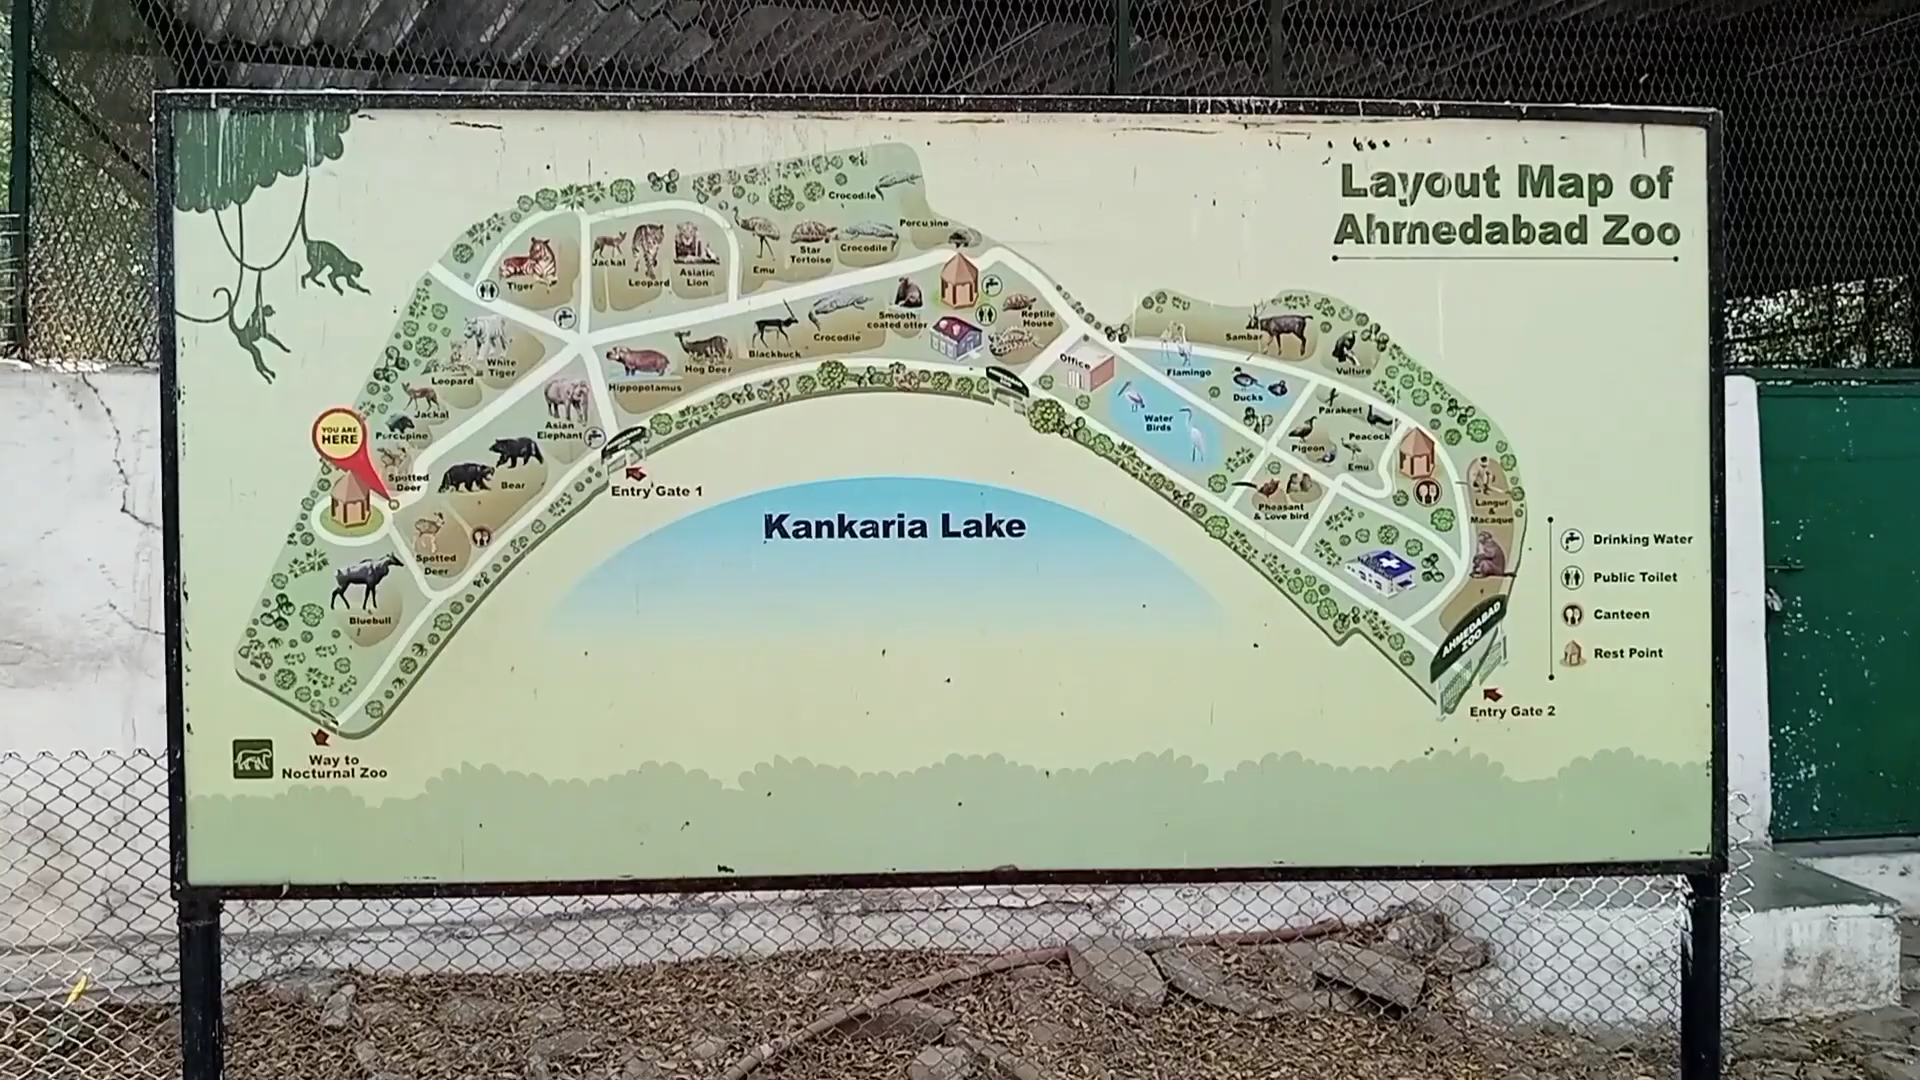 Layout Map of
Ahmedabad Zoo
Crocodile
Porcupine
Jackal
Leopard
Asiatic
Lion
Emu
Star
Tortoise
Crocodile
Tiger
White
Tiger
Leopard
Jackal
Porcupine
YOU ARE
HERE
Spotted
Deer
Asian
Elephant
Bear
Spotted
Deer
Bluebull
Hippopotamus
Hog Deer
Blackbuck
Crocodile
Smooth
coated otter
Reptile
House
Office
Flamingo
Sambar
Vulture
Ducks
Water
Birds
Parakeet
Peacock
Pigeon
Emu
Pheasant
& Love bird
Langur
&
Macaque
Entry Gate 1
Kankaria Lake
Drinking Water
Public Toilet
Canteen
Rest Point
AHMEDABAD
ZOO
Entry Gate 2
Way to
Nocturnal Zoo